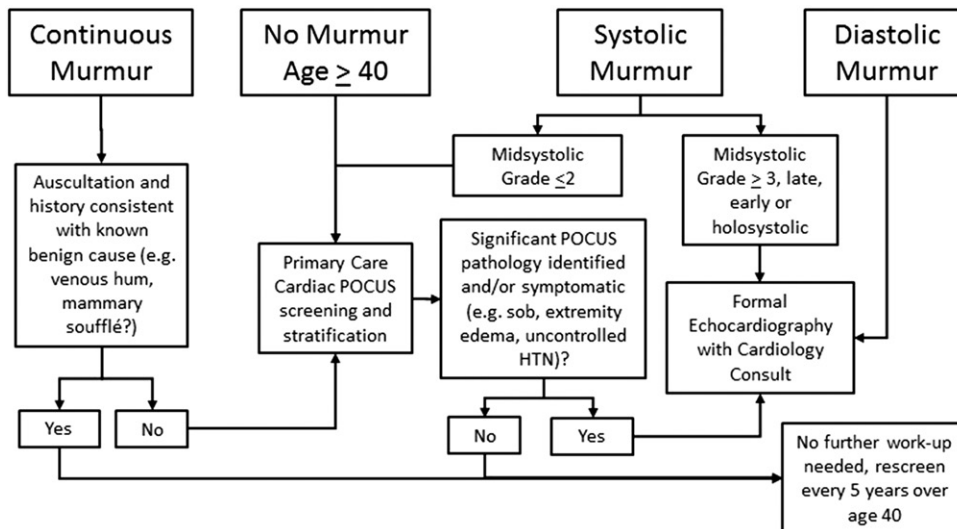 Continuous
Murmur
No Murmur
Age ≥ 40
Systolic
Murmur
Diastolic
Murmur
Midsystolic
Grade ≤2
Midsystolic
Grade ≥ 3, late,
early or
holosystolic
Auscultation and
history consistent
with known
benign cause (e.g.
venous hum,
mammary
soufflé?)
Primary Care
Cardiac POCUS
screening and
stratification
Significant POCUS
pathology identified
and/or symptomatic
(e.g. sob, extremity
edema, uncontrolled
HTN)?
Formal
Echocardiography
with Cardiology
Consult
Yes
No
No
Yes
No further work-up
needed, rescreen
every 5 years over
age 40